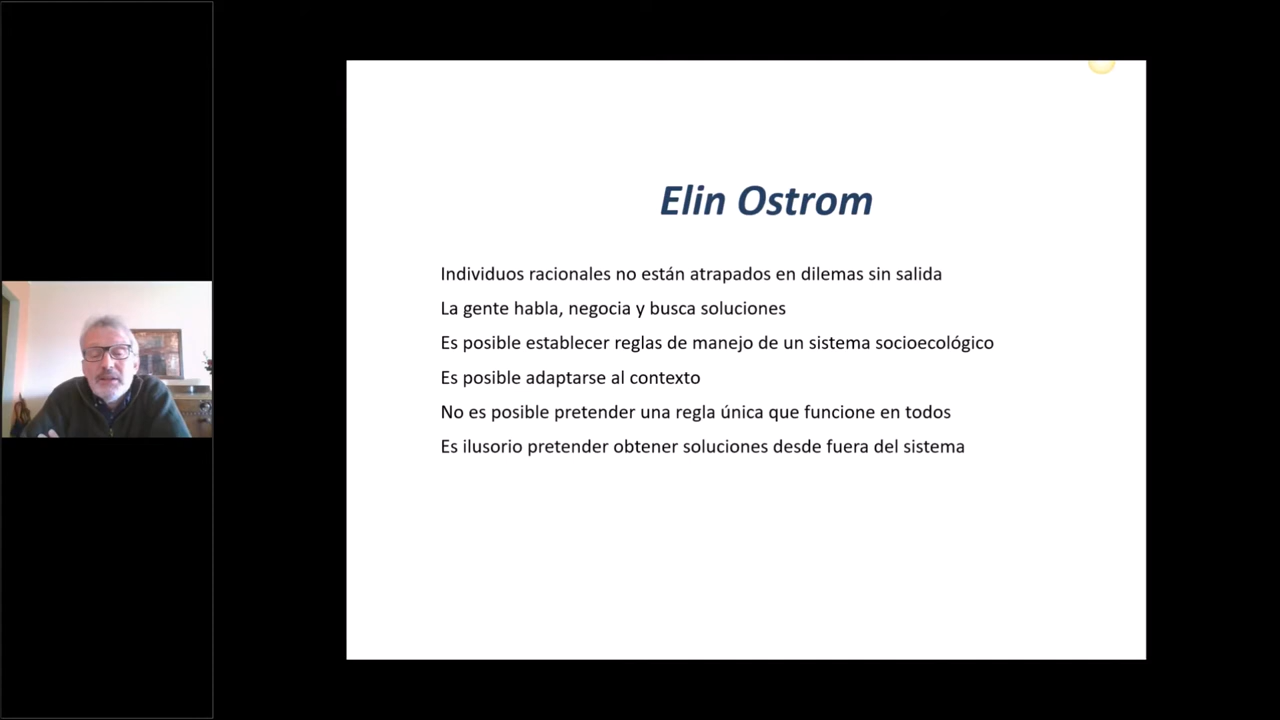 Elin Ostrom
Individuos racionales no están atrapados en dilemas sin salida
La gente habla, negocia y busca soluciones
Es posible establecer reglas de manejo de un sistema socioecológico
Es posible adaptarse al contexto
No es posible pretender una regla única que funcione en todos
Es ilusorio pretender obtener soluciones desde fuera del sistema